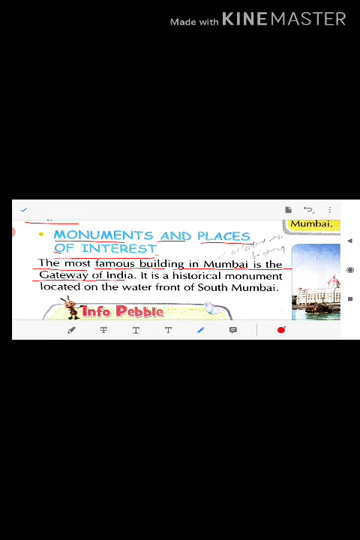 Made with KINEMASTER
Mumbai.
MONUMENTS AND PLACES
OF INTEREST
The most famous building in Mumbai is the
Gateway of India. It is a historical monument
located on the water front of South Mumbai.
Info Pebble